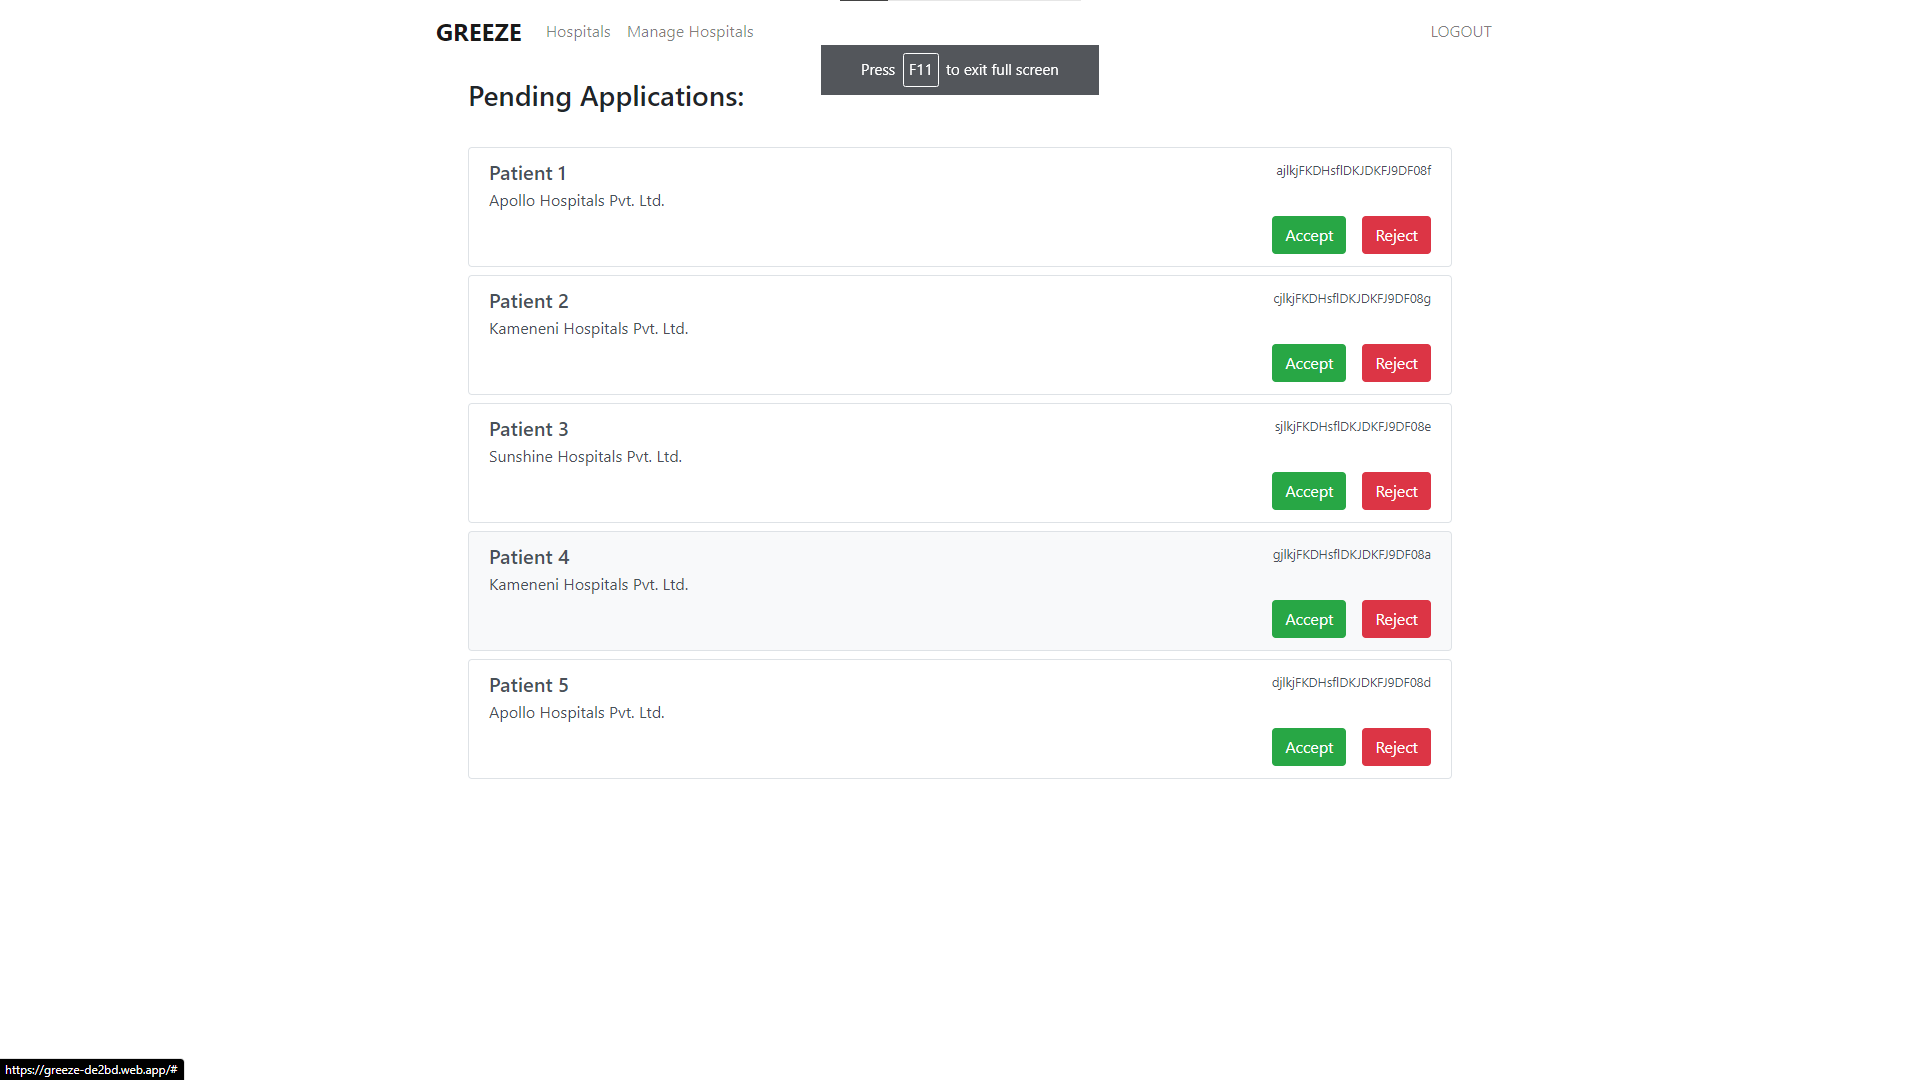 GREEZE Hospitals Manage Hospitals LOGOUT
Press F11 to exit full screen
Pending Applications:
Patient 1 ajlkjFKDHsflDKJDKFJ9DF08f
Apollo Hospitals Pvt. Ltd.
Accept Reject
Patient 2 cjlkjFKDHsflDKJDKFJ9DF08g
Kameneni Hospitals Pvt. Ltd.
Accept Reject
Patient 3 sjlkjFKDHsflDKJDKFJ9DF08e
Sunshine Hospitals Pvt. Ltd.
Accept Reject
Patient 4 gjlkjFKDHsflDKJDKFJ9DF08a
Kameneni Hospitals Pvt. Ltd.
Accept Reject
Patient 5 djlkjFKDHsflDKJDKFJ9DF08d
Apollo Hospitals Pvt. Ltd.
Accept Reject
https://greeze-de2bd.web.app/#